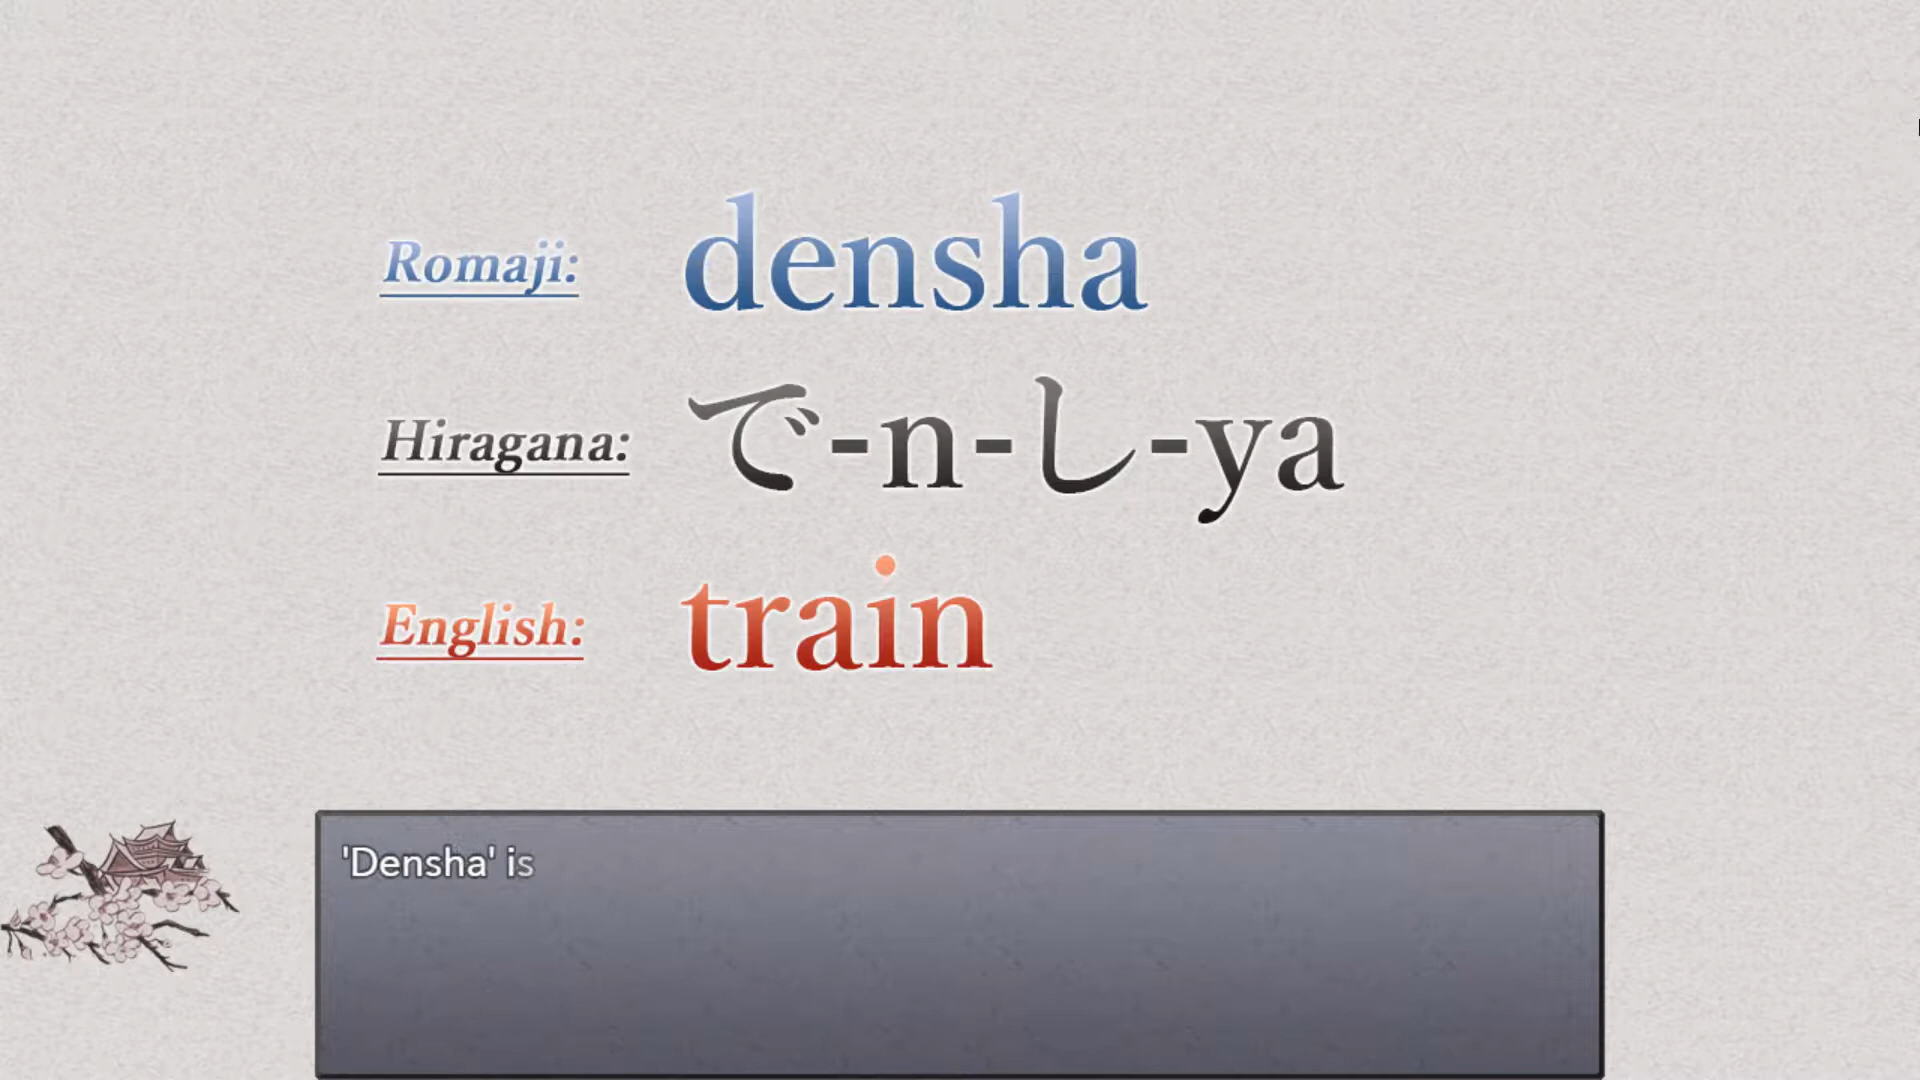 Romaji: densha
Hiragana: で-n-し-ya
English: train
'Densha' is